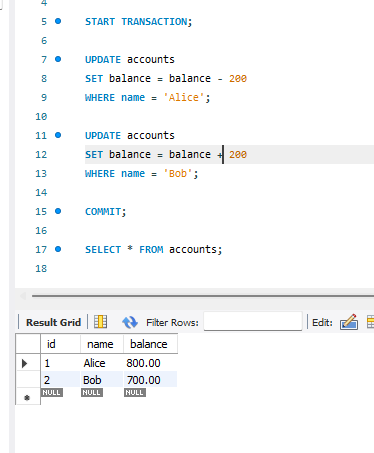 4
5 START TRANSACTION;
6
7 UPDATE accounts
8 SET balance = balance - 200
9 WHERE name = 'Alice';
10
11 UPDATE accounts
12 SET balance = balance + 200
13 WHERE name = 'Bob';
14
15 COMMIT;
16
17 SELECT * FROM accounts;
18
Result Grid Filter Rows: Edit:
id name balance
1 Alice 800.00
2 Bob 700.00
NULL NULL NULL